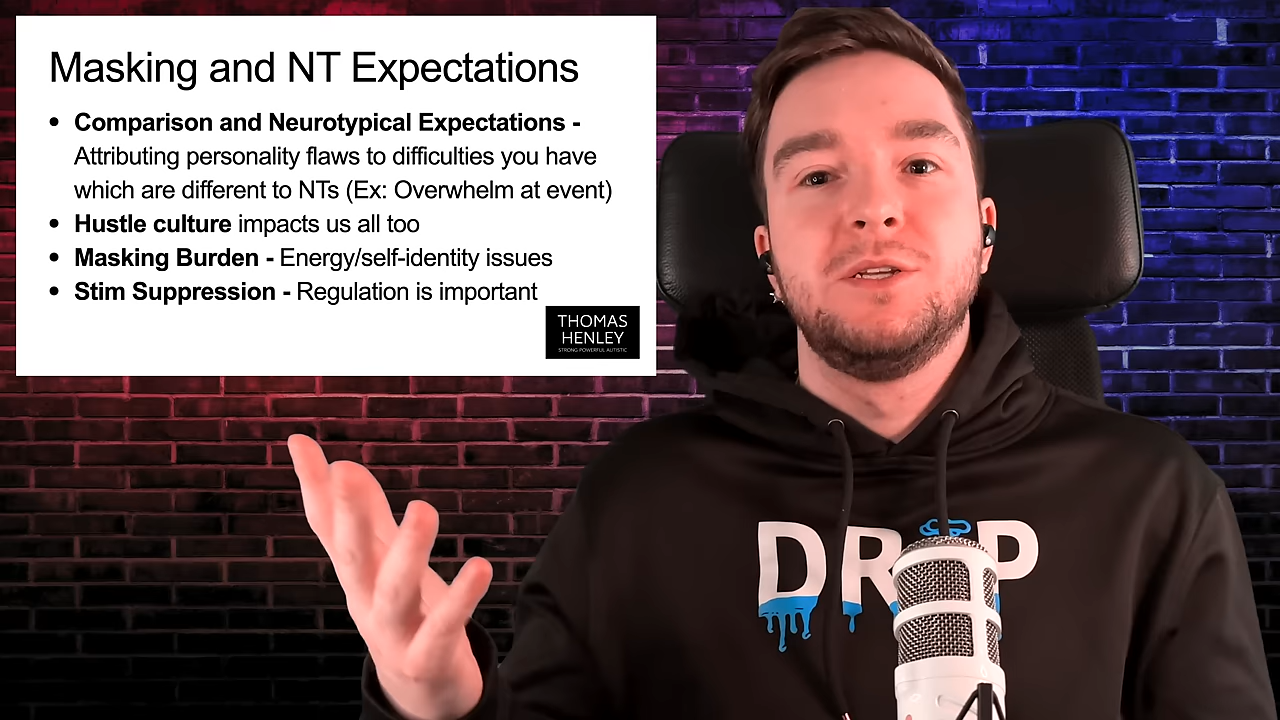 Masking and NT Expectations
• Comparison and Neurotypical Expectations -
Attributing personality flaws to difficulties you have
which are different to NTs (Ex: Overwhelm at event)
• Hustle culture impacts us all too
• Masking Burden - Energy/self-identity issues
• Stim Suppression - Regulation is important
THOMAS
HENLEY
STRONG POWERFUL AUTISTIC
DR P